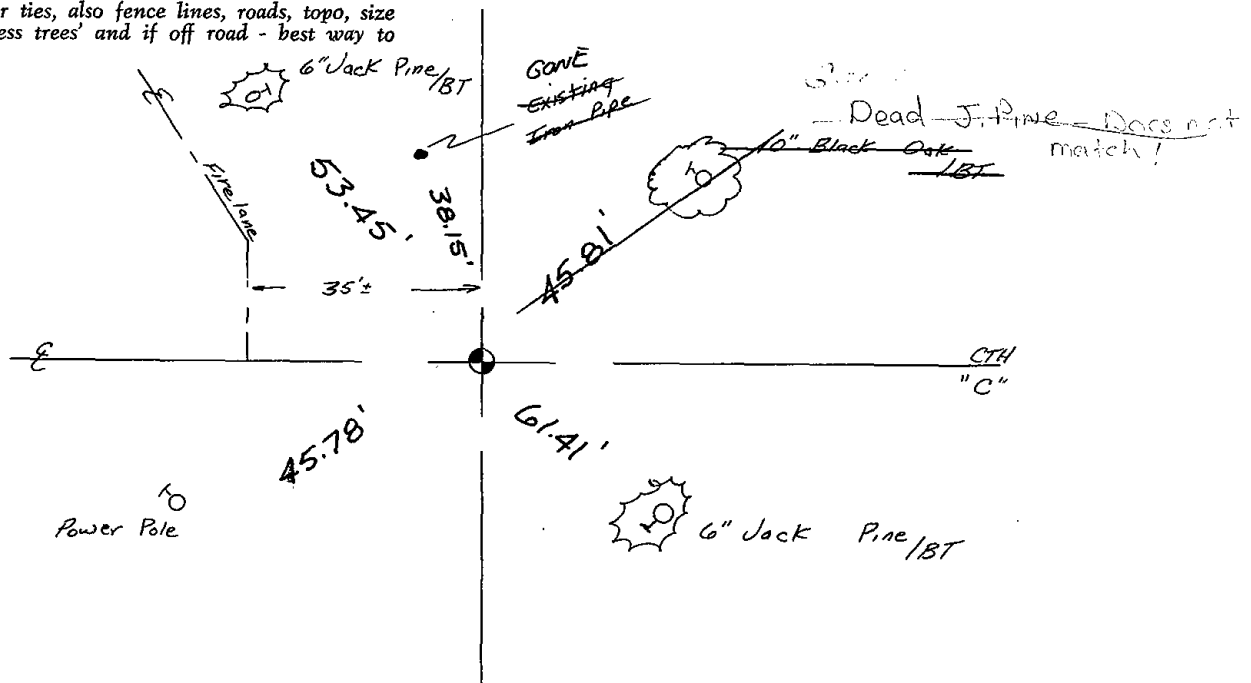 r ties, also fence lines, roads, topo, size
ess trees' and if off road - best way to
6" Jack Pine/BT
GONE
Existing
Iron Pipe
Dead J. Pine - Does not
match!
10" Black Oak
/BT
℄
Fire lane
53.45'
38.15'
45.81'
35'±
℄
CTH
"C"
45.78'
61.41'
Power Pole
6" Jack Pine/BT